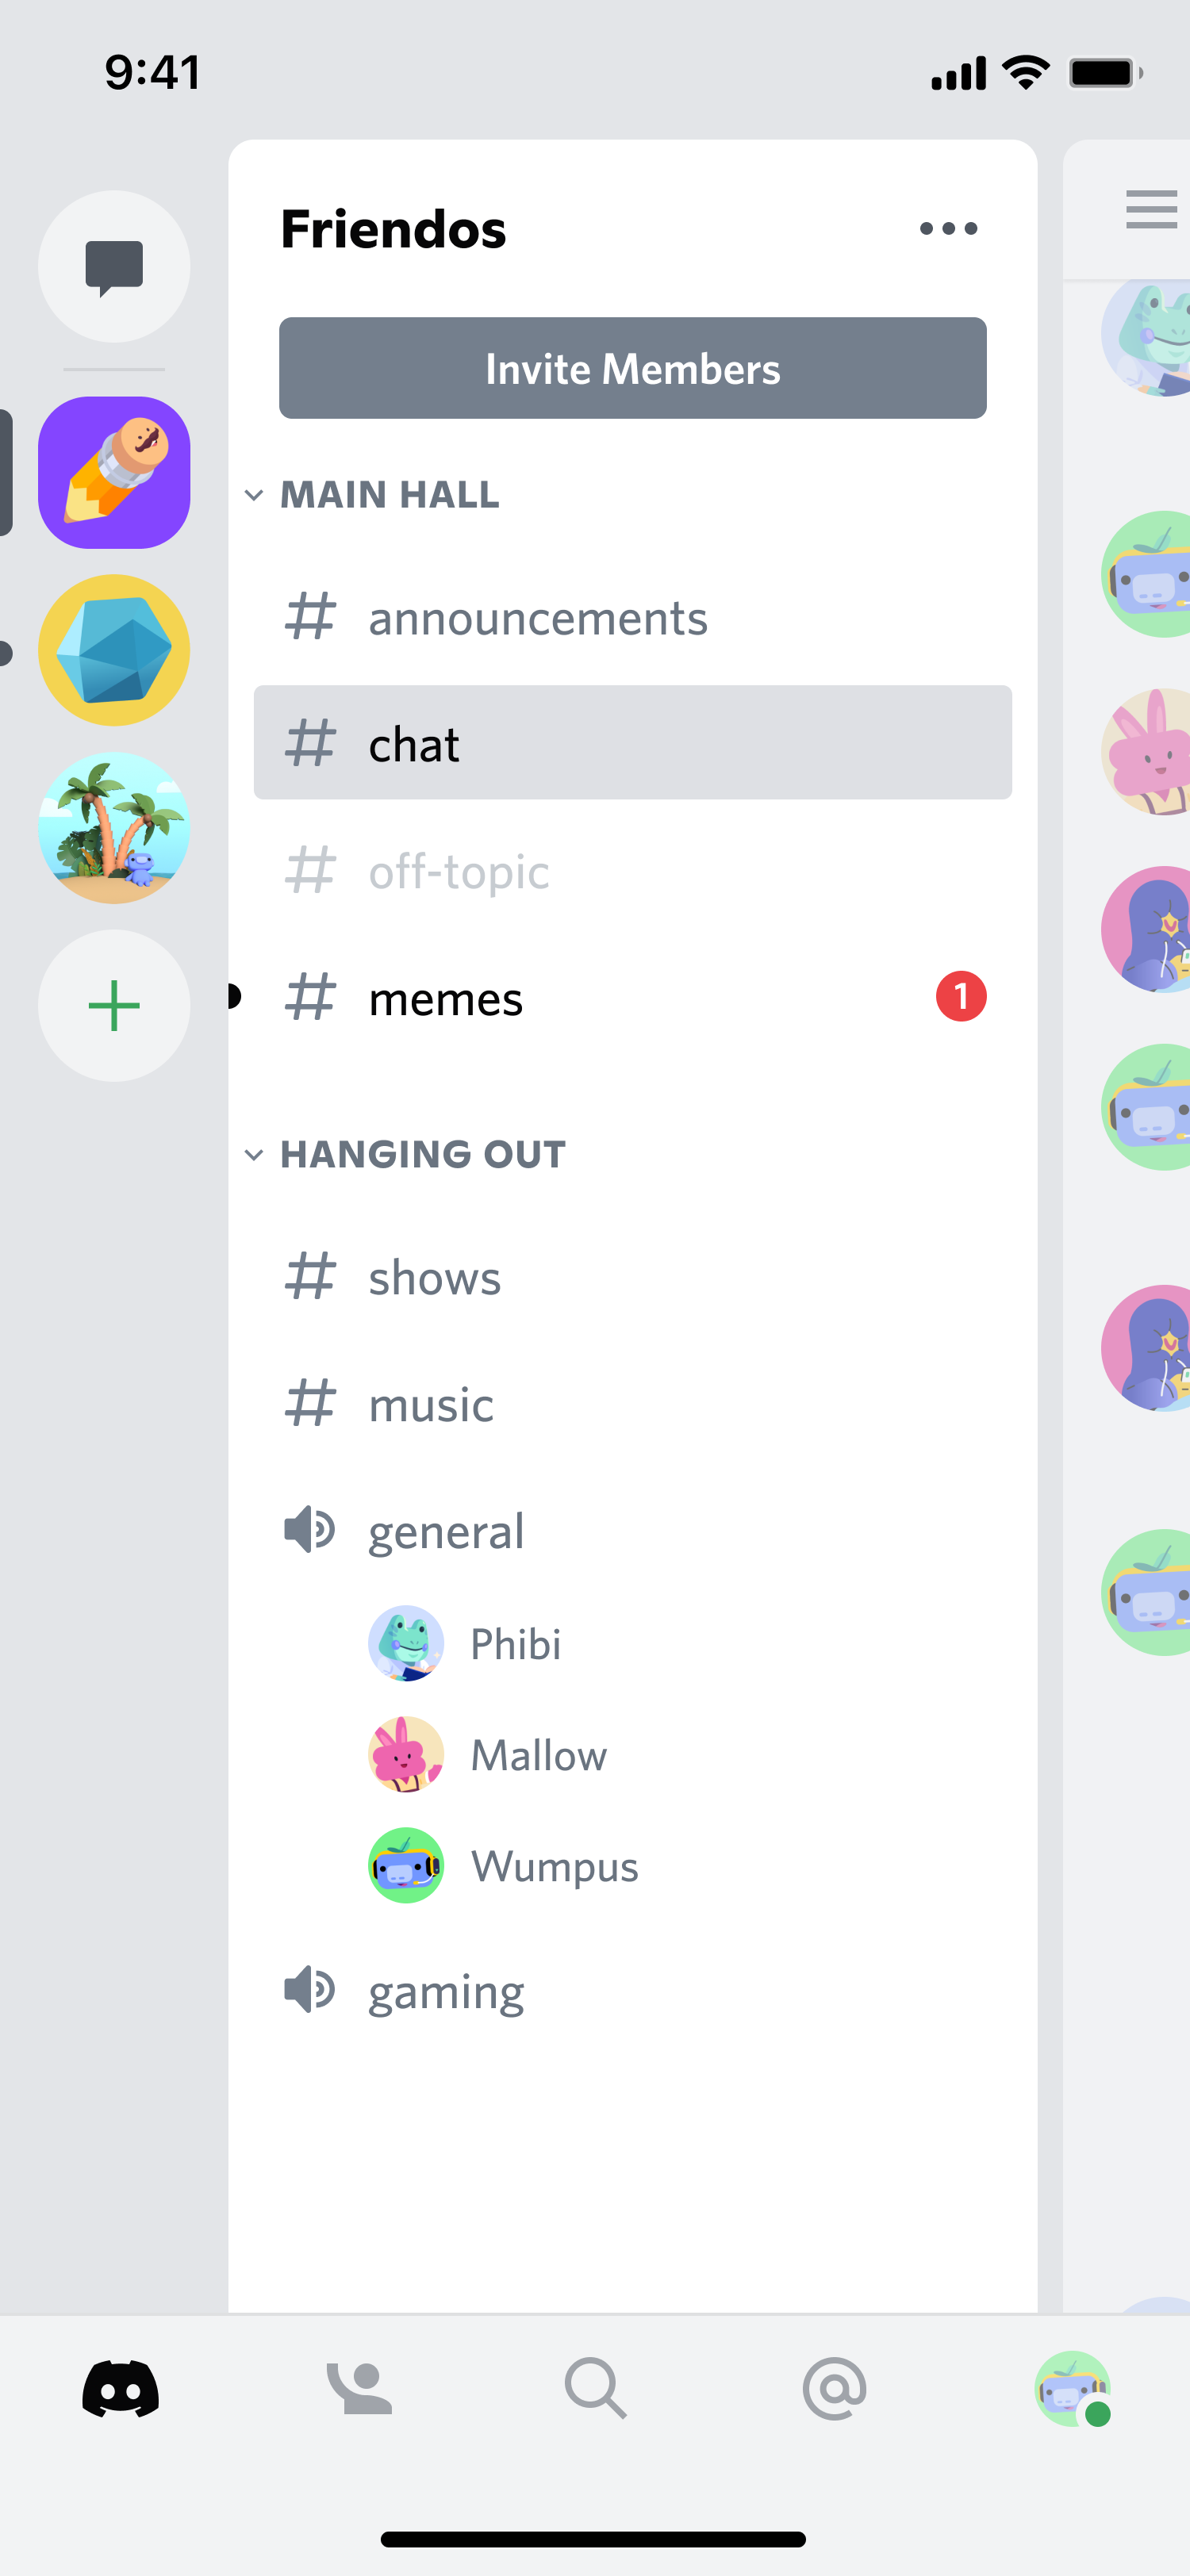 9:41
Friendos
Invite Members
MAIN HALL
announcements
chat
off-topic
memes
1
HANGING OUT
shows
music
general
Phibi
Mallow
Wumpus
gaming